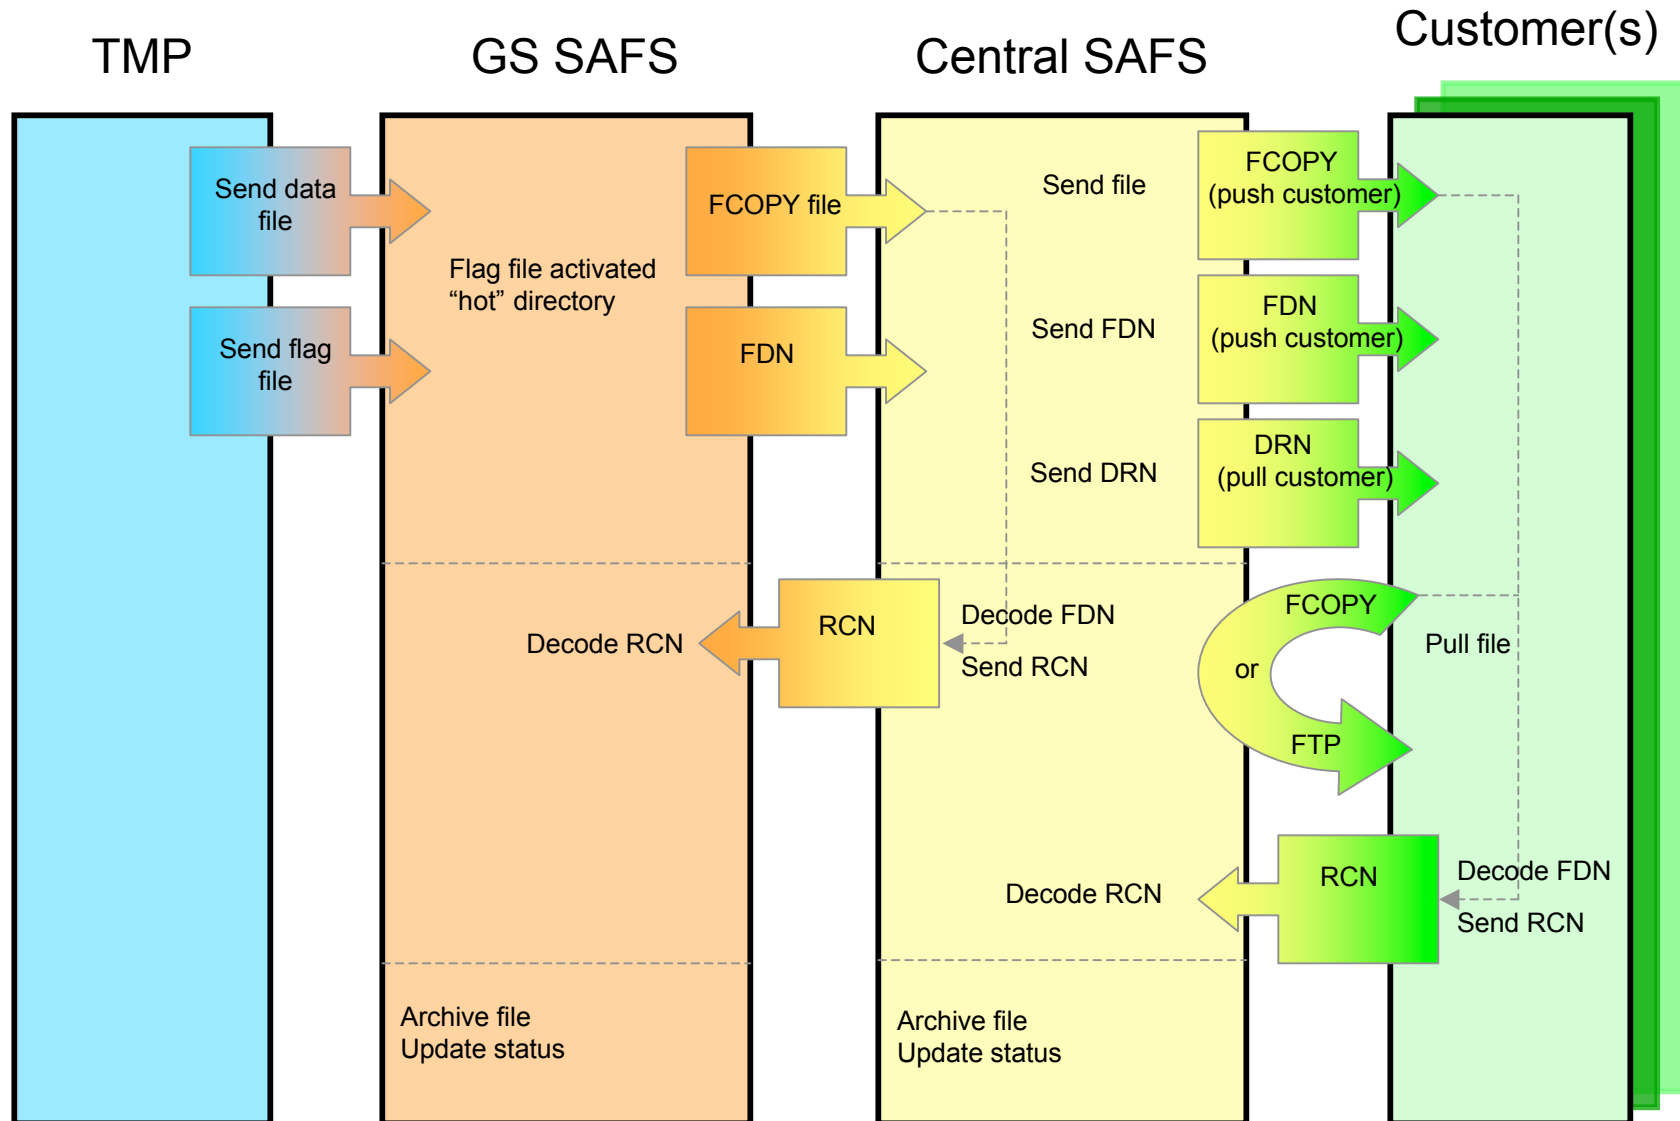 TMP
GS SAFS
Central SAFS
Customer(s)
Send data
file
Send flag
file
Flag file activated
“hot” directory
FCOPY file
FDN
Send file
Send FDN
Send DRN
FCOPY
(push customer)
FDN
(push customer)
DRN
(pull customer)
Decode RCN
RCN
Decode FDN
Send RCN
FCOPY
or
FTP
Pull file
Decode RCN
RCN
Decode FDN
Send RCN
Archive file
Update status
Archive file
Update status